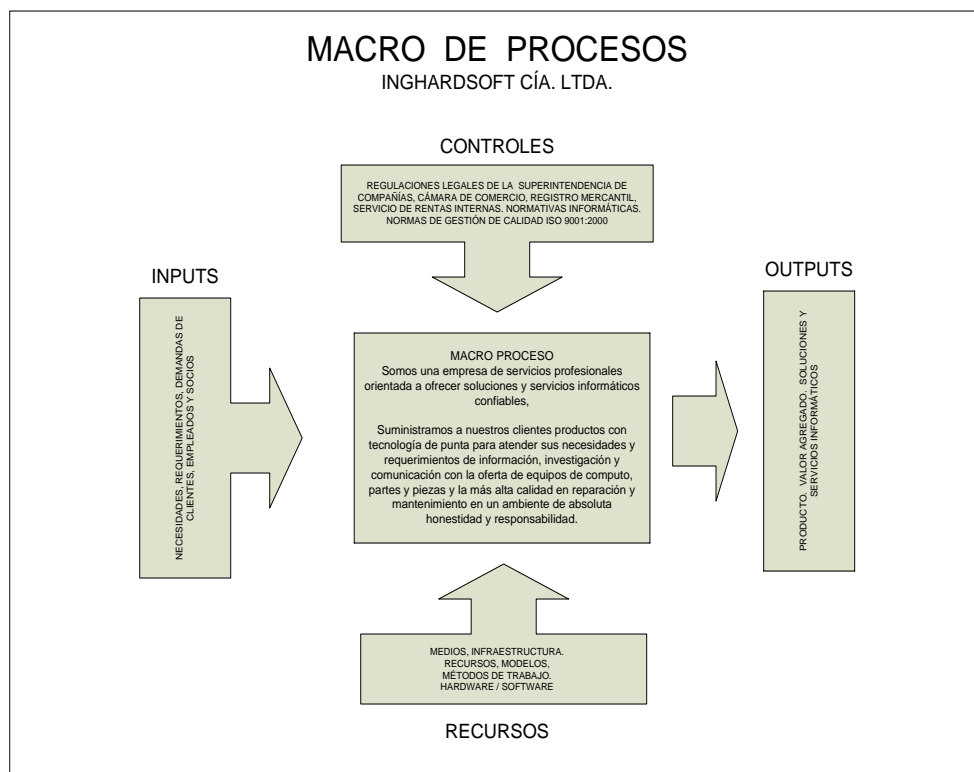 MACRO DE PROCESOS
INGHARDSOFT CÍA. LTDA.
CONTROLES
REGULACIONES LEGALES DE LA SUPERINTENDENCIA DE
COMPAÑÍAS, CÁMARA DE COMERCIO, REGISTRO MERCANTIL,
SERVICIO DE RENTAS INTERNAS. NORMATIVAS INFORMÁTICAS.
NORMAS DE GESTIÓN DE CALIDAD ISO 9001:2000
INPUTS
NECESIDADES, REQUERIMIENTOS, DEMANDAS DE
CLIENTES, EMPLEADOS Y SOCIOS
MACRO PROCESO
Somos una empresa de servicios profesionales
orientada a ofrecer soluciones y servicios informáticos
confiables,
Suministramos a nuestros clientes productos con
tecnología de punta para atender sus necesidades y
requerimientos de información, investigación y
comunicación con la oferta de equipos de computo,
partes y piezas y la más alta calidad en reparación y
mantenimiento en un ambiente de absoluta
honestidad y responsabilidad.
OUTPUTS
PRODUCTO. VALOR AGREGADO. SOLUCIONES Y
SERVICIOS INFORMÁTICOS
MEDIOS, INFRAESTRUCTURA.
RECURSOS, MODELOS,
MÉTODOS DE TRABAJO.
HARDWARE / SOFTWARE
RECURSOS